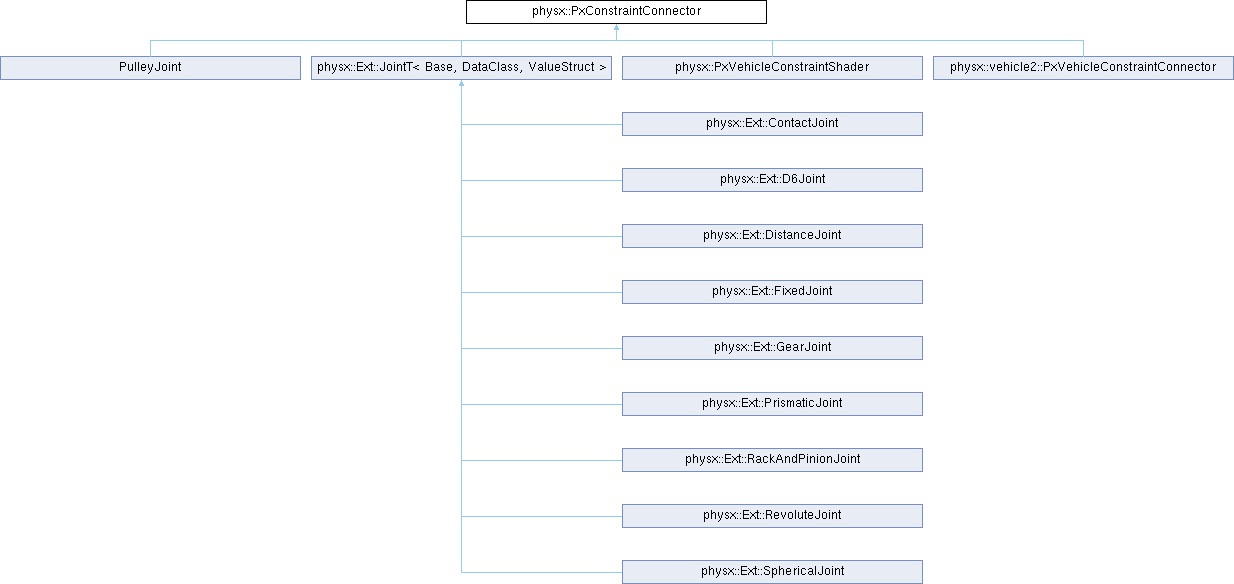 physx::PxConstraintConnector
PulleyJoint
physx::Ext::JointT< Base, DataClass, ValueStruct >
physx::PxVehicleConstraintShader
physx::vehicle2::PxVehicleConstraintConnector
physx::Ext::ContactJoint
physx::Ext::D6Joint
physx::Ext::DistanceJoint
physx::Ext::FixedJoint
physx::Ext::GearJoint
physx::Ext::PrismaticJoint
physx::Ext::RackAndPinionJoint
physx::Ext::RevoluteJoint
physx::Ext::SphericalJoint